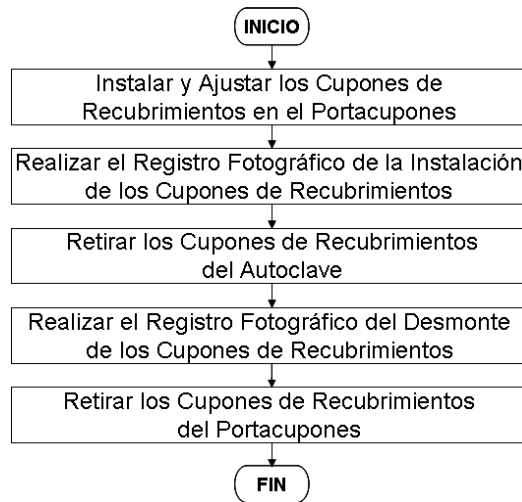 INICIO
Instalar y Ajustar los Cupones de
Recubrimientos en el Portacupones
Realizar el Registro Fotográfico de la Instalación
de los Cupones de Recubrimientos
Retirar los Cupones de Recubrimientos
del Autoclave
Realizar el Registro Fotográfico del Desmonte
de los Cupones de Recubrimientos
Retirar los Cupones de Recubrimientos
del Portacupones
FIN